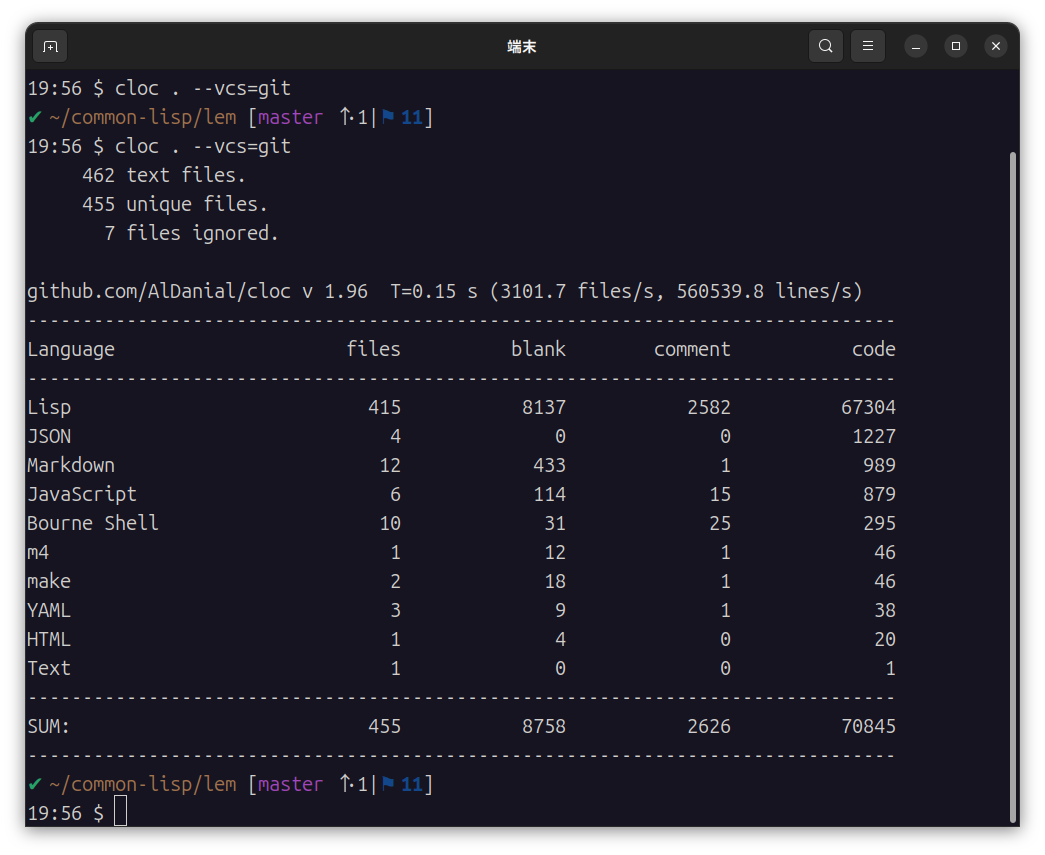 端末
19:56 $ cloc . --vcs=git
✔ ~/common-lisp/lem [master ↑·1|⚑ 11]
19:56 $ cloc . --vcs=git
     462 text files.
     455 unique files.
       7 files ignored.
github.com/AlDanial/cloc v 1.96  T=0.15 s (3101.7 files/s, 560539.8 lines/s)
-------------------------------------------------------------------------------
Language                     files          blank        comment           code
-------------------------------------------------------------------------------
Lisp                           415           8137           2582          67304
JSON                             4              0              0           1227
Markdown                        12            433              1            989
JavaScript                       6            114             15            879
Bourne Shell                    10             31             25            295
m4                               1             12              1             46
make                             2             18              1             46
YAML                             3              9              1             38
HTML                             1              4              0             20
Text                             1              0              0              1
-------------------------------------------------------------------------------
SUM:                           455           8758           2626          70845
-------------------------------------------------------------------------------
✔ ~/common-lisp/lem [master ↑·1|⚑ 11]
19:56 $